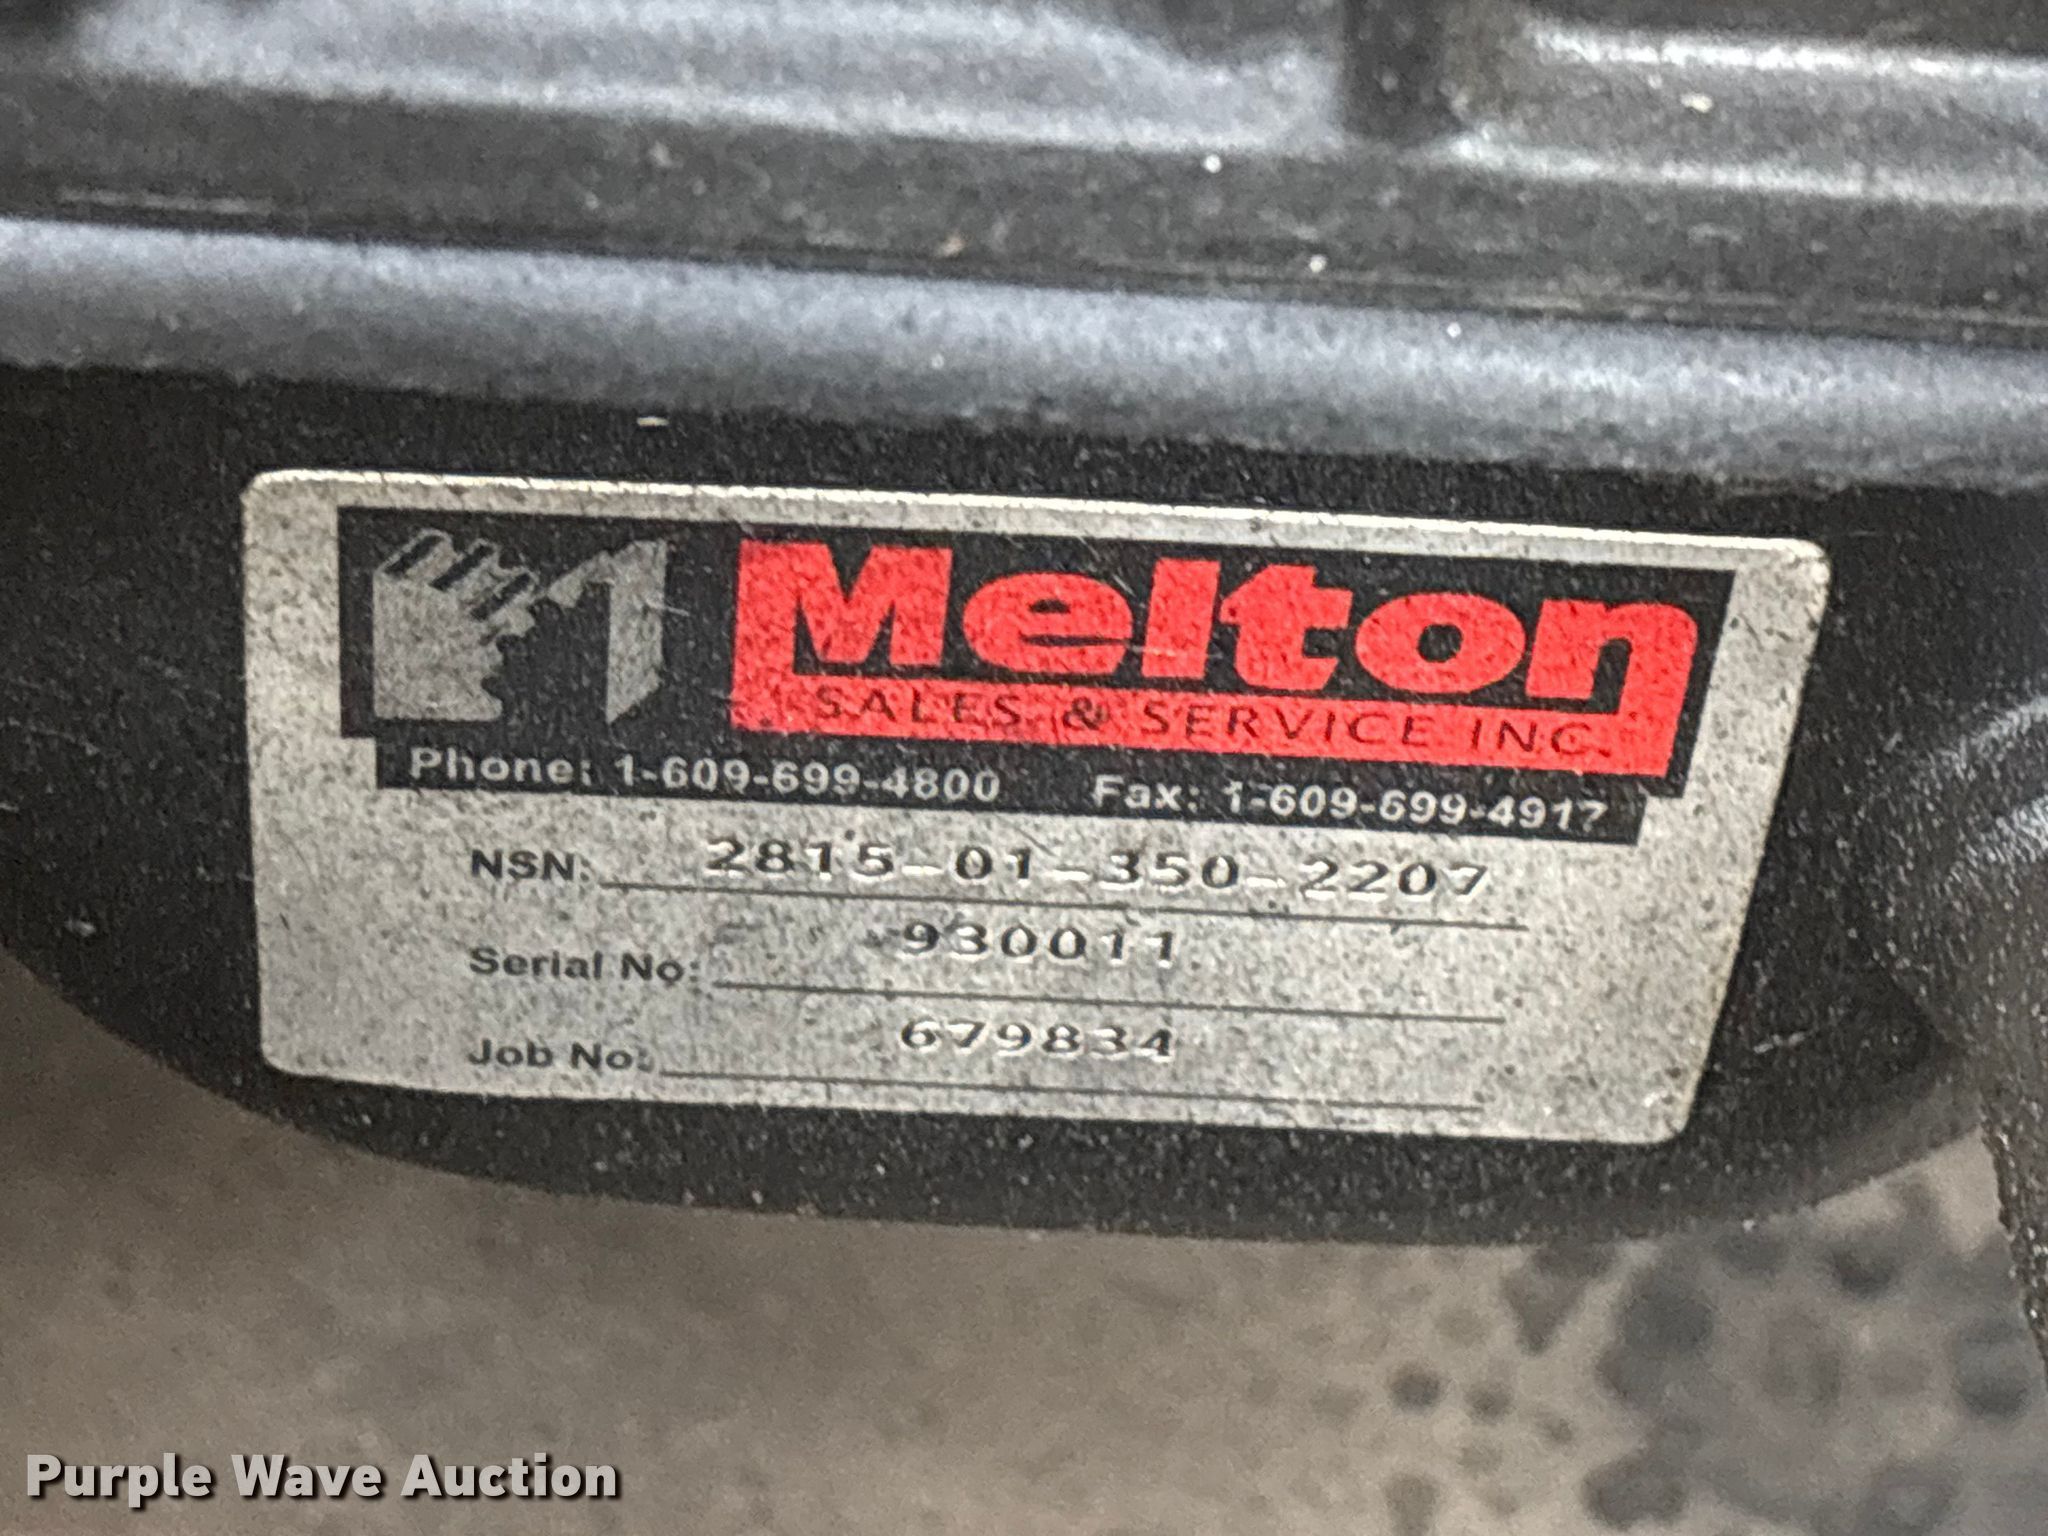 Melton
SALES & SERVICE INC.
Phone: 1-609-699-4800 Fax: 1-609-699-4917
NSN: 2815-01-350-2207
Serial No: 930011
Job No: 679834
Purple Wave Auction